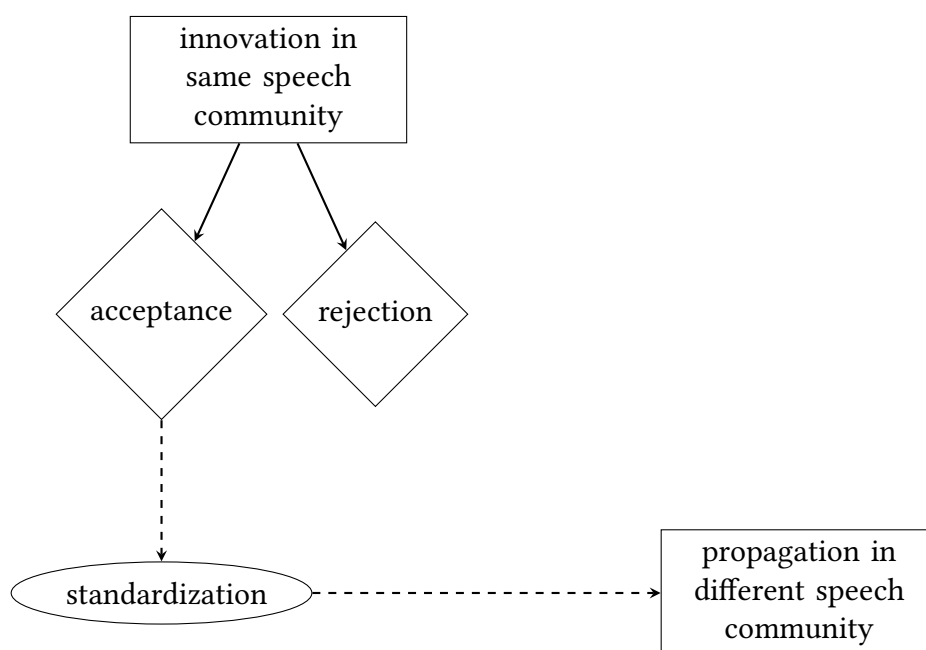 innovation in
same speech
community
acceptance
rejection
standardization
propagation in
different speech
community